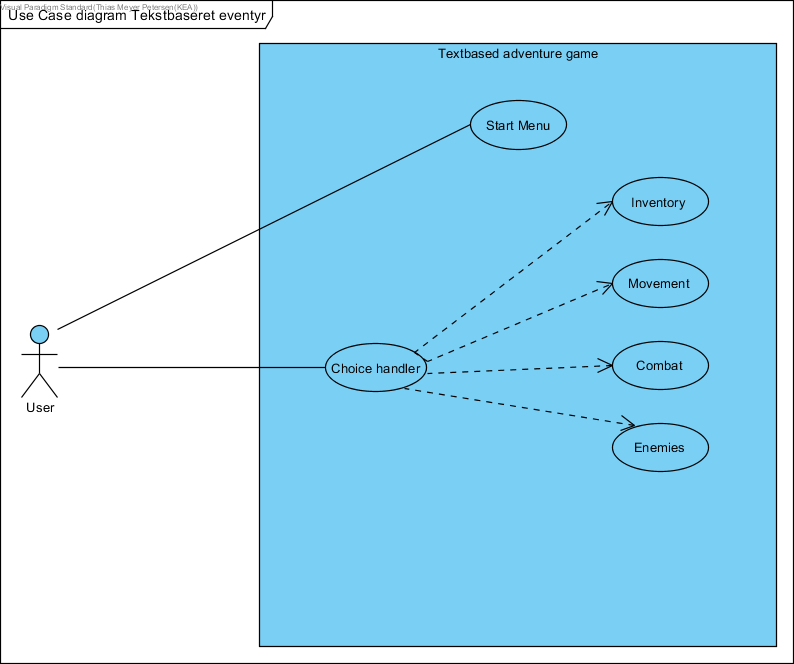 Visual Paradigm Standard(Thias Meyer Petersen(KEA))
Use Case diagram Tekstbaseret eventyr
Textbased adventure game
Start Menu
Inventory
Movement
Combat
Choice handler
Enemies
User